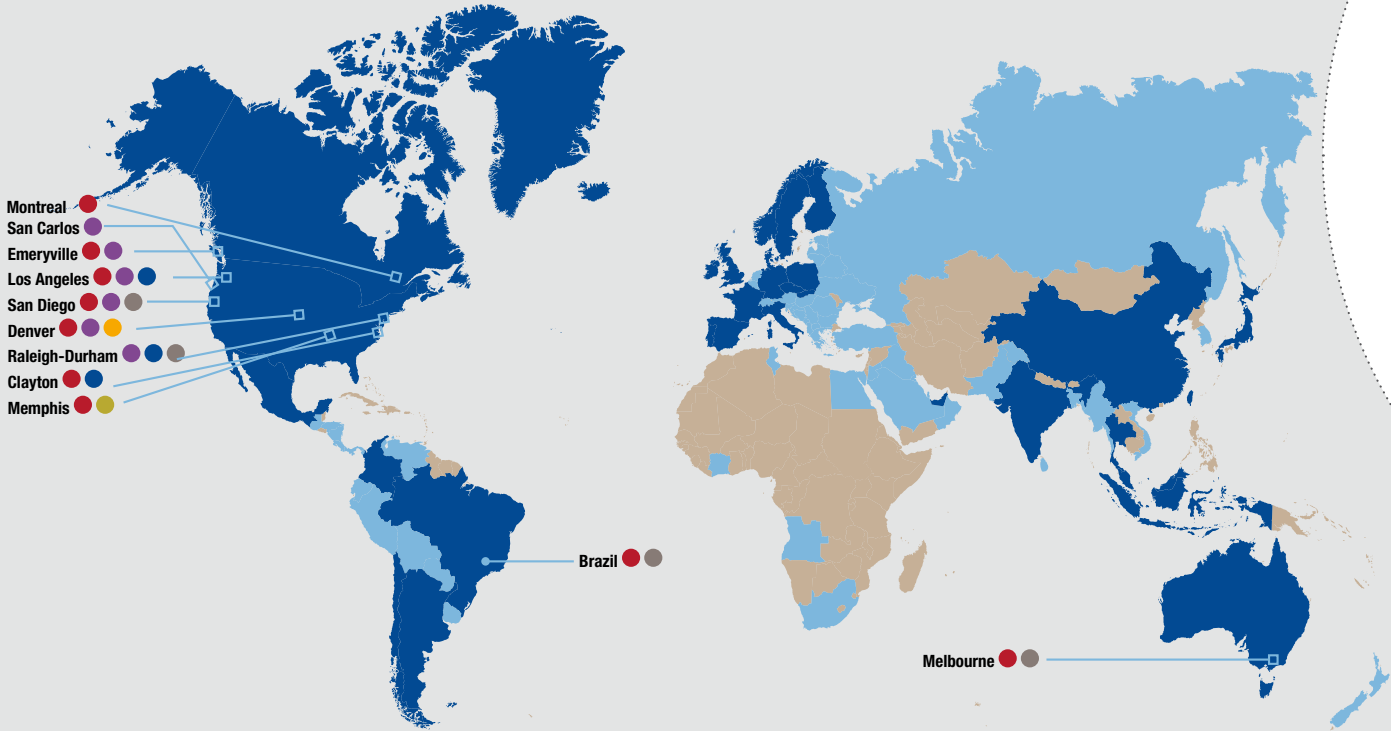 Montreal
San Carlos
Emeryville
Los Angeles
San Diego
Denver
Raleigh-Durham
Clayton
Memphis
Brazil
Melbourne